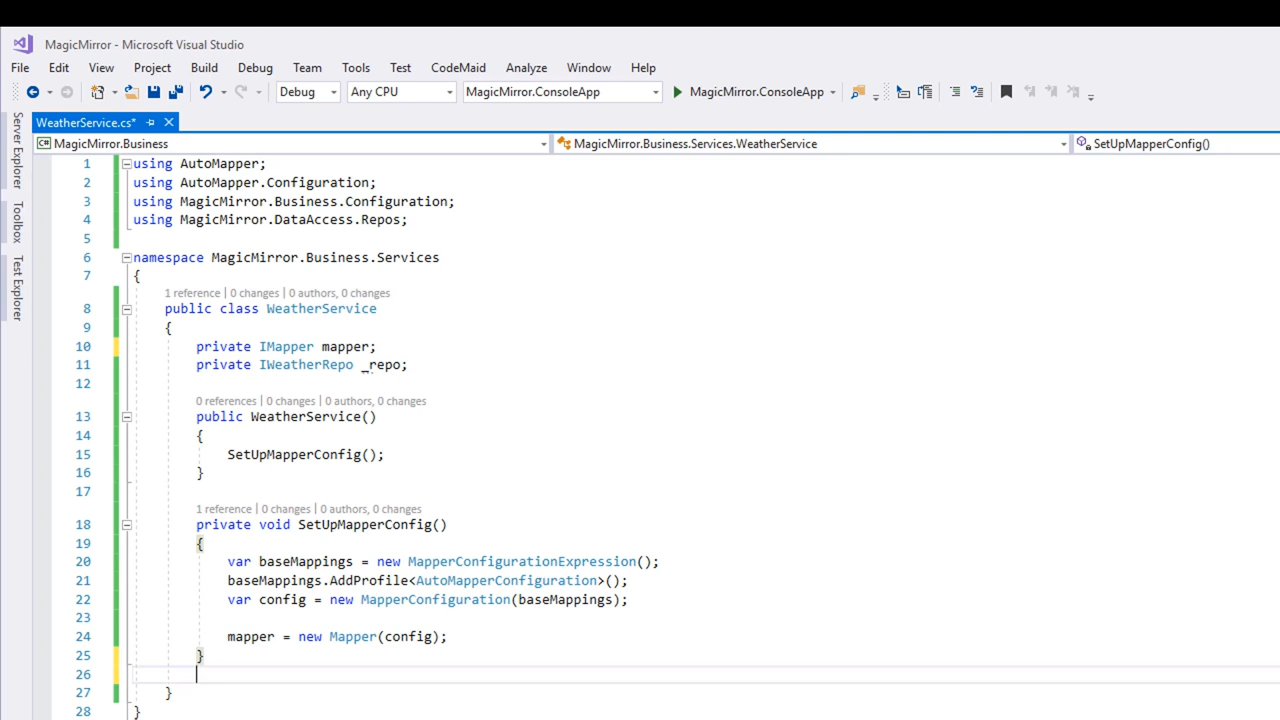 MagicMirror - Microsoft Visual Studio
File Edit View Project Build Debug Team Tools Test CodeMaid Analyze Window Help
Debug Any CPU MagicMirror.ConsoleApp MagicMirror.ConsoleApp
Server Explorer
Toolbox
Test Explorer
WeatherService.cs*
C# MagicMirror.Business MagicMirror.Business.Services.WeatherService SetUpMapperConfig()
1 using AutoMapper;
2 using AutoMapper.Configuration;
3 using MagicMirror.Business.Configuration;
4 using MagicMirror.DataAccess.Repos;
5
6 namespace MagicMirror.Business.Services
7 {
1 reference | 0 changes | 0 authors, 0 changes
8 public class WeatherService
9 {
10 private IMapper mapper;
11 private IWeatherRepo _repo;
12
0 references | 0 changes | 0 authors, 0 changes
13 public WeatherService()
14 {
15 SetUpMapperConfig();
16 }
17
1 reference | 0 changes | 0 authors, 0 changes
18 private void SetUpMapperConfig()
19 {
20 var baseMappings = new MapperConfigurationExpression();
21 baseMappings.AddProfile<AutoMapperConfiguration>();
22 var config = new MapperConfiguration(baseMappings);
23
24 mapper = new Mapper(config);
25 }
26
27 }
28 }